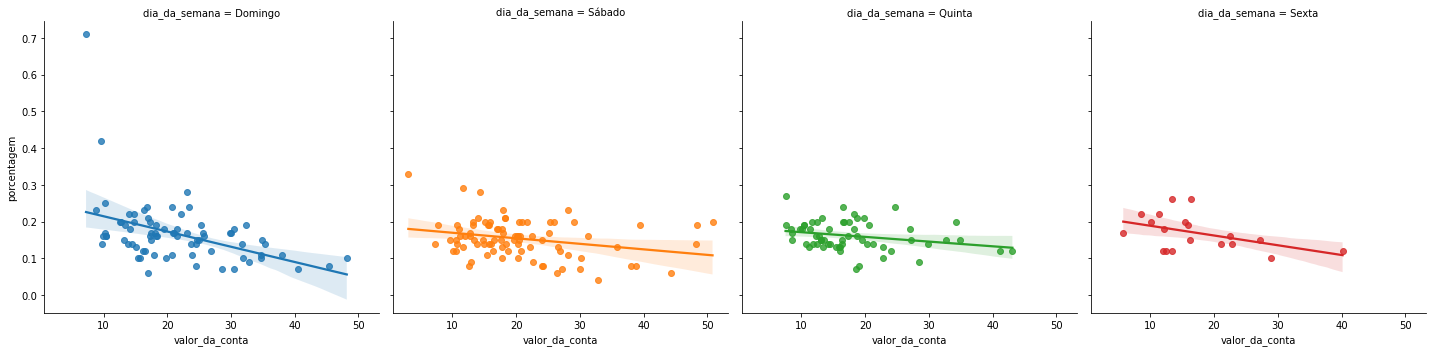 dia_da_semana = Domingo
dia_da_semana = Sábado
dia_da_semana = Quinta
dia_da_semana = Sexta
porcentagem
0.7
0.6
0.5
0.4
0.3
0.2
0.1
0.0
10 20 30 40 50
10 20 30 40 50
10 20 30 40 50
10 20 30 40 50
valor_da_conta
valor_da_conta
valor_da_conta
valor_da_conta